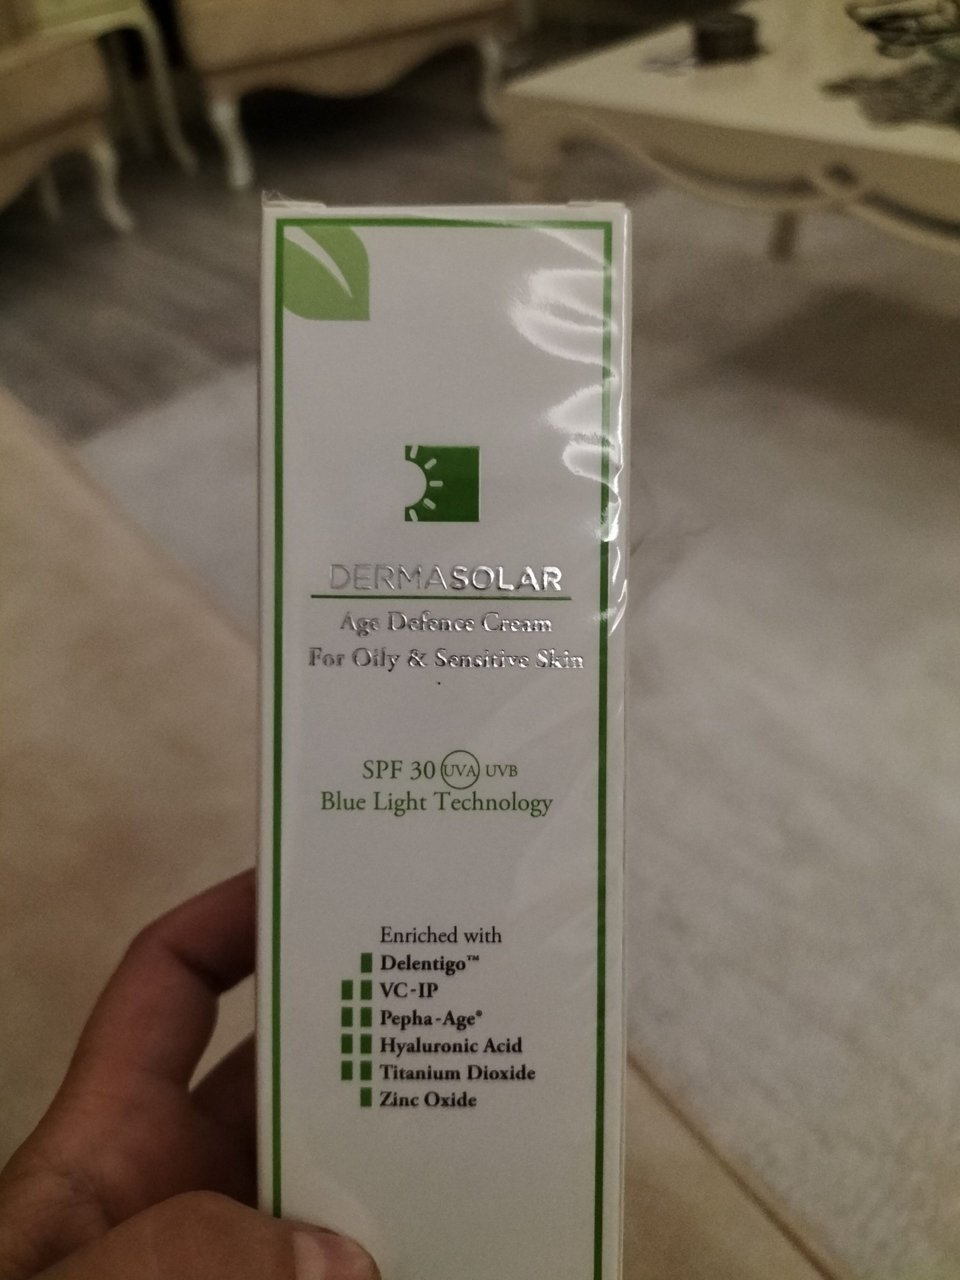 DERMASOLAR
Age Defence Cream
For Oily & Sensitive Skin
SPF 30 UVA UVB
Blue Light Technology
Enriched with
Delentigo™
VC-IP
Pepha-Age®
Hyaluronic Acid
Titanium Dioxide
Zinc Oxide